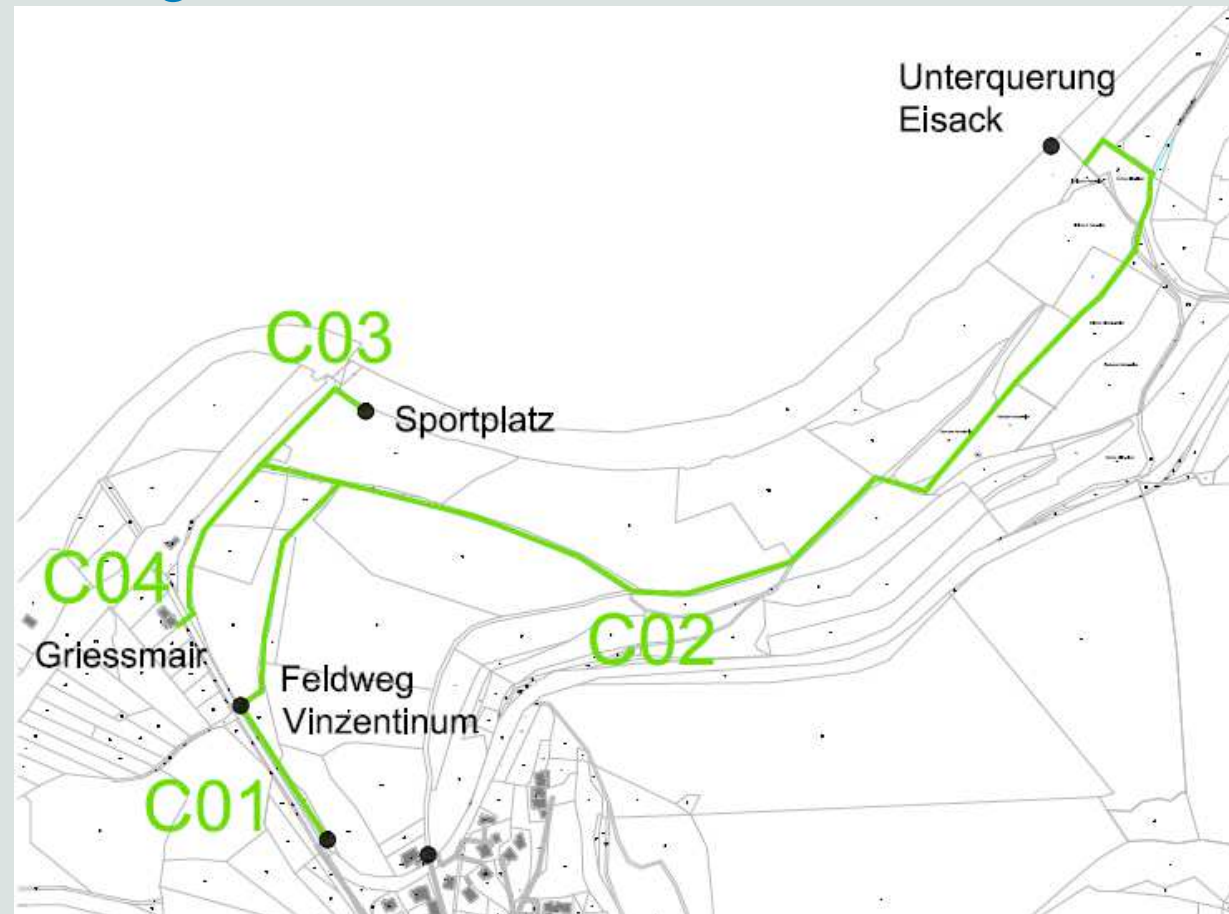 Unterquerung
Eisack
C03
Sportplatz
C04
C02
Griessmair
Feldweg
Vinzentinum
C01